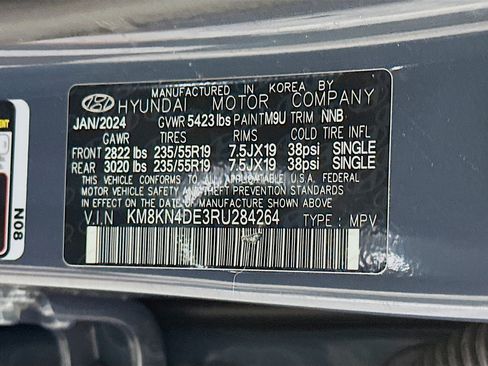 MANUFACTURED IN KOREA BY
HYUNDAI MOTOR COMPANY
JAN/2024 GVWR 5423 lbs PAINT M9U TRIM NNB
GAWR TIRES RIMS COLD TIRE INFL
FRONT 2822 lbs 235/55R19 7.5JX19 38psi SINGLE
REAR 3020 lbs 235/55R19 7.5JX19 38psi SINGLE
THIS VEHICLE CONFORMS TO ALL APPLICABLE U.S.A. FEDERAL
MOTOR VEHICLE SAFETY AND THEFT PREVENTION STANDARDS
IN EFFECT ON THE DATE OF MANUFACTURE SHOWN ABOVE.
V.I.N KM8KN4DE3RU284264 TYPE : MPV
N08